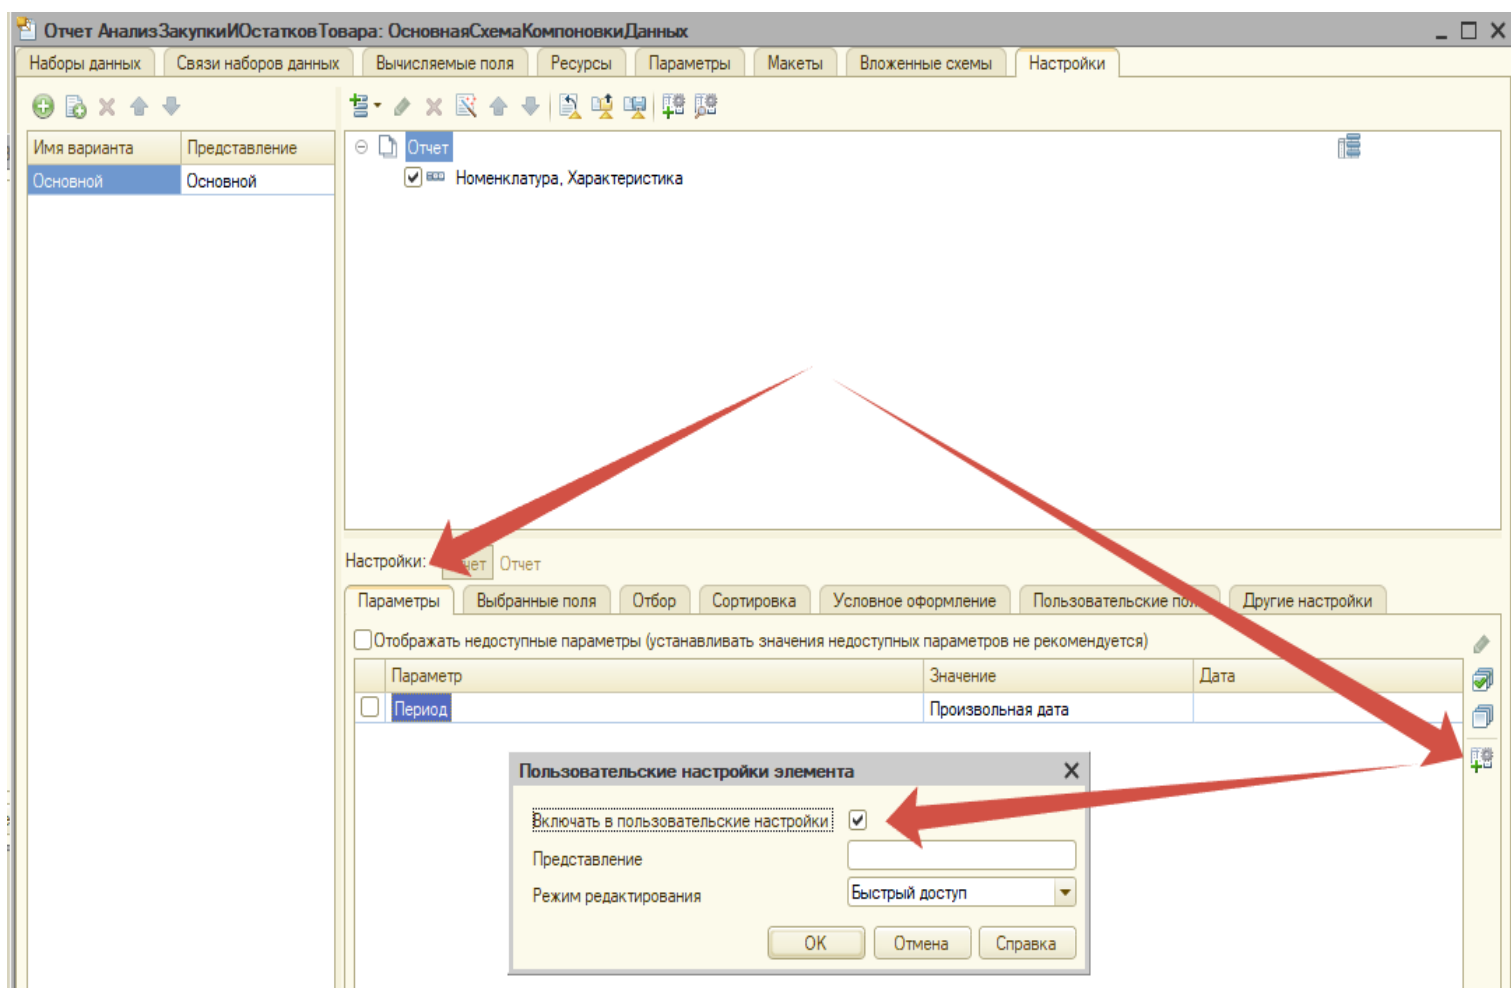 Отчет АнализЗакупкиИОстатковТовара: ОсновнаяСхемаКомпоновкиДанных
Наборы данных Связи наборов данных Вычисляемые поля Ресурсы Параметры Макеты Вложенные схемы Настройки
Имя варианта Представление
Основной Основной
Отчет
Номенклатура, Характеристика
Настройки: Отчет
Параметры Выбранные поля Отбор Сортировка Условное оформление Пользовательские Другие настройки
Отображать недоступные параметры (устанавливать значения недоступных параметров не рекомендуется)
Параметр Значение Дата
Период Произвольная дата
Пользовательские настройки элемента
Включать в пользовательские настройки
Представление
Режим редактирования Быстрый доступ
OK Отмена Справка